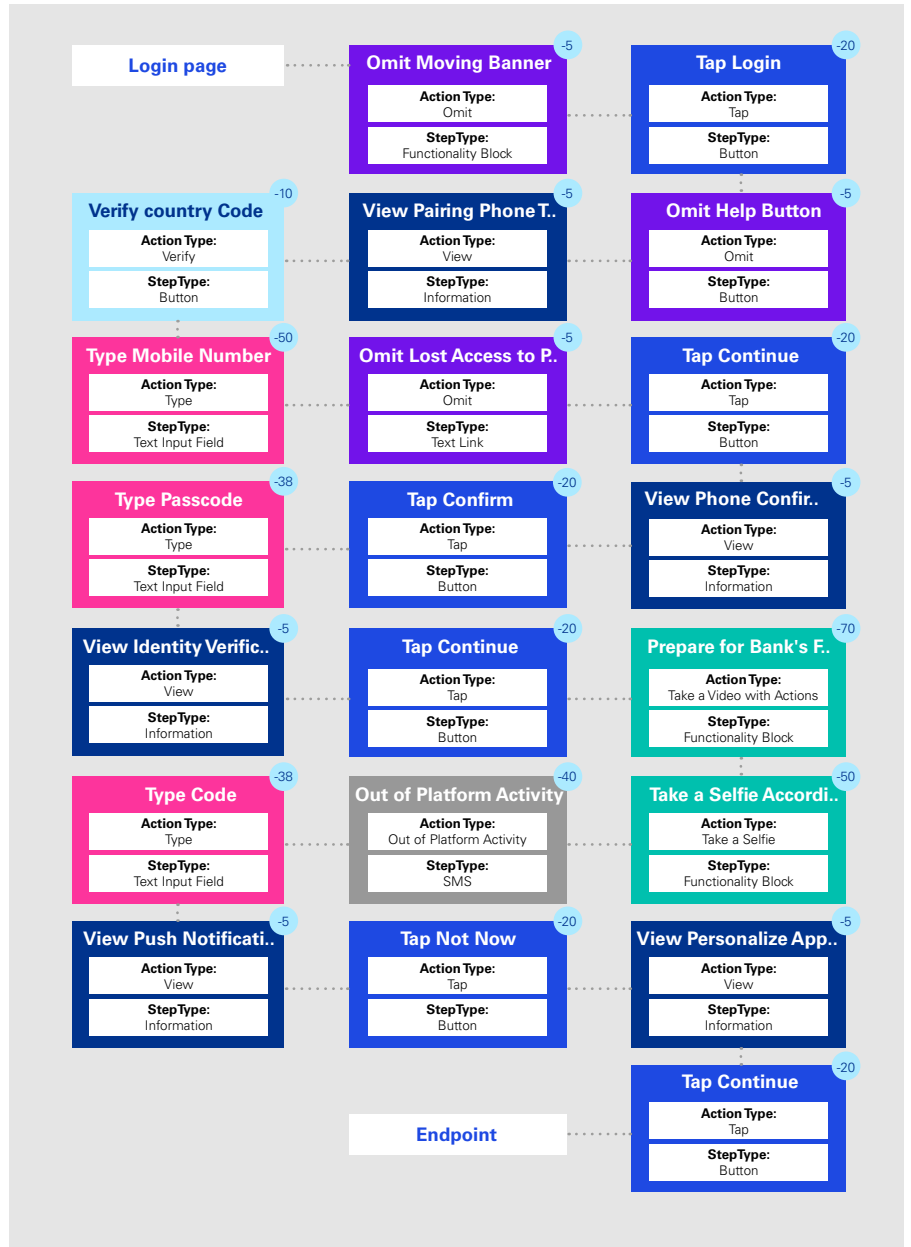 Login page
-5
Omit Moving Banner
Action Type:
Omit
StepType:
Functionality Block
-20
Tap Login
Action Type:
Tap
StepType:
Button
-10
Verify country Code
Action Type:
Verify
StepType:
Button
-5
View Pairing Phone T..
Action Type:
View
StepType:
Information
-5
Omit Help Button
Action Type:
Omit
StepType:
Button
-50
Type Mobile Number
Action Type:
Type
StepType:
Text Input Field
-5
Omit Lost Access to P..
Action Type:
Omit
StepType:
Text Link
-20
Tap Continue
Action Type:
Tap
StepType:
Button
-38
Type Passcode
Action Type:
Type
StepType:
Text Input Field
-20
Tap Confirm
Action Type:
Tap
StepType:
Button
-5
View Phone Confir..
Action Type:
View
StepType:
Information
-5
View Identity Verific..
Action Type:
View
StepType:
Information
-20
Tap Continue
Action Type:
Tap
StepType:
Button
-70
Prepare for Bank's F..
Action Type:
Take a Video with Actions
StepType:
Functionality Block
-38
Type Code
Action Type:
Type
StepType:
Text Input Field
-40
Out of Platform Activity
Action Type:
Out of Platform Activity
StepType:
SMS
-50
Take a Selfie Accordi..
Action Type:
Take a Selfie
StepType:
Functionality Block
-5
View Push Notificati..
Action Type:
View
StepType:
Information
-20
Tap Not Now
Action Type:
Tap
StepType:
Button
-5
View Personalize App..
Action Type:
View
StepType:
Information
-20
Tap Continue
Action Type:
Tap
StepType:
Button
Endpoint